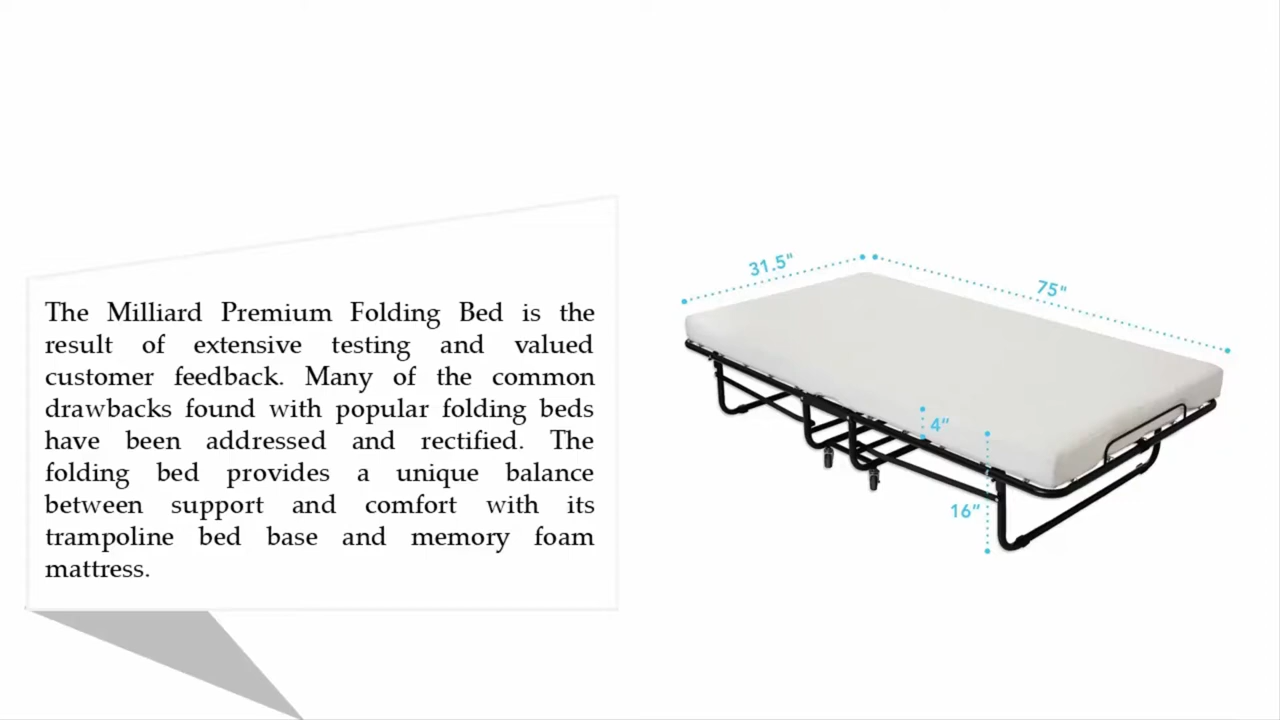 The Milliard Premium Folding Bed is the
result of extensive testing and valued
customer feedback. Many of the common
drawbacks found with popular folding beds
have been addressed and rectified. The
folding bed provides a unique balance
between support and comfort with its
trampoline bed base and memory foam
mattress.
31.5"
75"
4"
16"